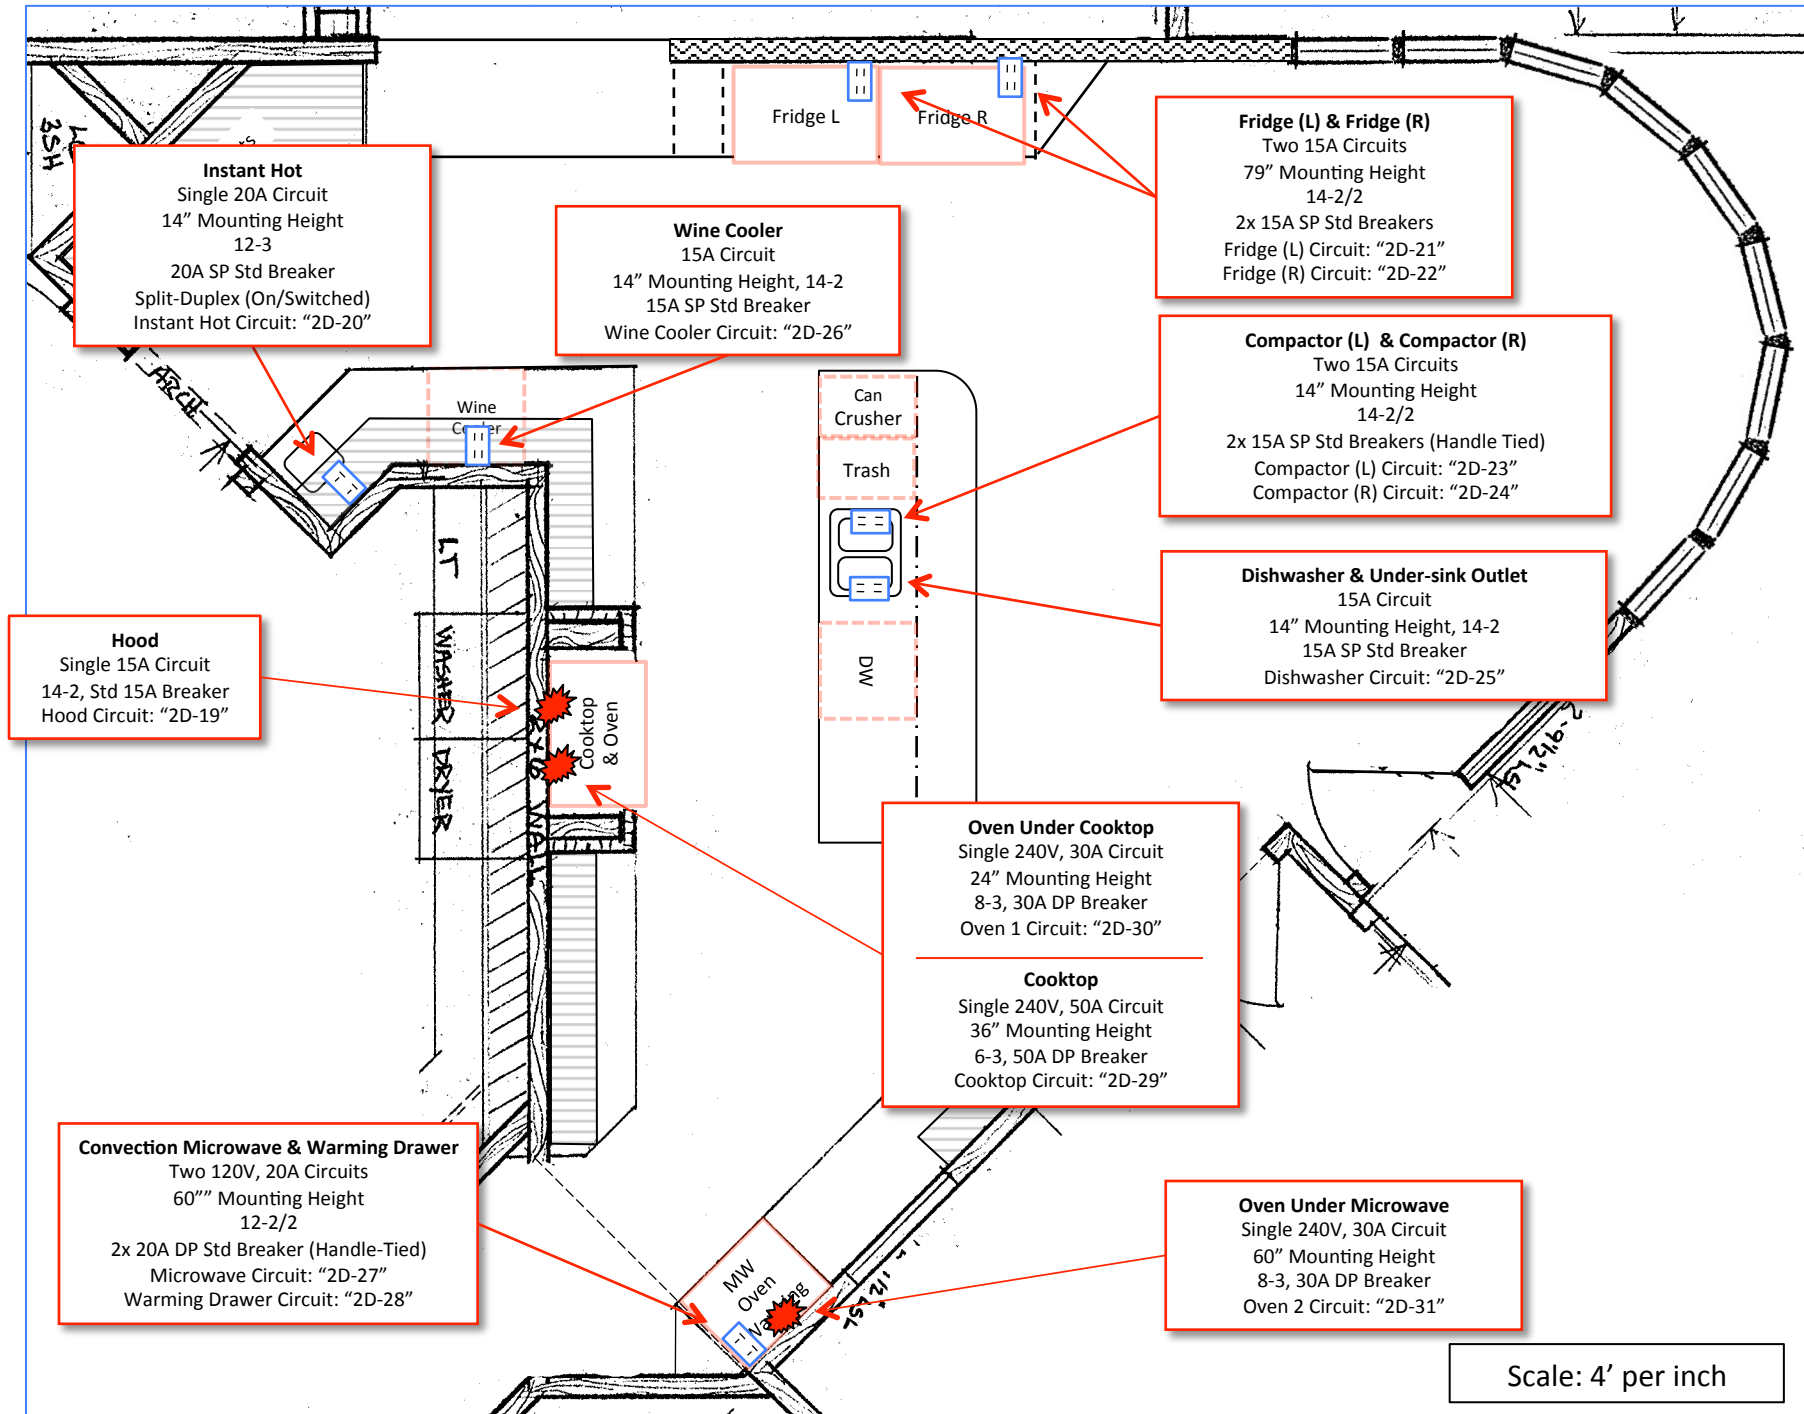 Fridge L
Fridge R
Fridge (L) & Fridge (R)
Two 15A Circuits
79” Mounting Height
14-2/2
2x 15A SP Std Breakers
Fridge (L) Circuit: “2D-21”
Fridge (R) Circuit: “2D-22”
3SH
Instant Hot
Single 20A Circuit
14” Mounting Height
12-3
20A SP Std Breaker
Split-Duplex (On/Switched)
Instant Hot Circuit: “2D-20”
Wine Cooler
15A Circuit
14” Mounting Height, 14-2
15A SP Std Breaker
Wine Cooler Circuit: “2D-26”
Compactor (L) & Compactor (R)
Two 15A Circuits
14” Mounting Height
14-2/2
2x 15A SP Std Breakers (Handle Tied)
Compactor (L) Circuit: “2D-23”
Compactor (R) Circuit: “2D-24”
ARCH
Wine
Cooler
Can
Crusher
Trash
LT
Dishwasher & Under-sink Outlet
15A Circuit
14” Mounting Height, 14-2
15A SP Std Breaker
Dishwasher Circuit: “2D-25”
Hood
Single 15A Circuit
14-2, Std 15A Breaker
Hood Circuit: “2D-19”
WASHER DRYER
2x6 WALL
Cooktop
& Oven
DW
Oven Under Cooktop
Single 240V, 30A Circuit
24” Mounting Height
8-3, 30A DP Breaker
Oven 1 Circuit: “2D-30”
Cooktop
Single 240V, 50A Circuit
36” Mounting Height
6-3, 50A DP Breaker
Cooktop Circuit: “2D-29”
Convection Microwave & Warming Drawer
Two 120V, 20A Circuits
60”” Mounting Height
12-2/2
2x 20A DP Std Breaker (Handle-Tied)
Microwave Circuit: “2D-27”
Warming Drawer Circuit: “2D-28”
MW
Oven
Warming
Oven Under Microwave
Single 240V, 30A Circuit
60” Mounting Height
8-3, 30A DP Breaker
Oven 2 Circuit: “2D-31”
Scale: 4’ per inch